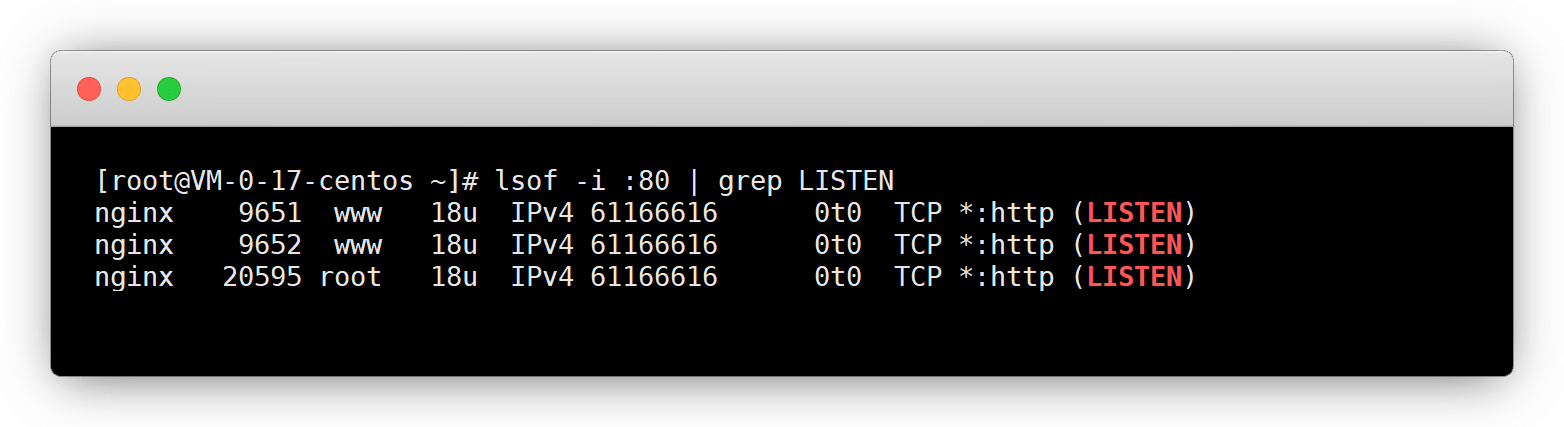 [root@VM-0-17-centos ~]# lsof -i :80 | grep LISTEN
nginx    9651  www   18u  IPv4 61166616      0t0  TCP *:http (LISTEN)
nginx    9652  www   18u  IPv4 61166616      0t0  TCP *:http (LISTEN)
nginx   20595 root   18u  IPv4 61166616      0t0  TCP *:http (LISTEN)